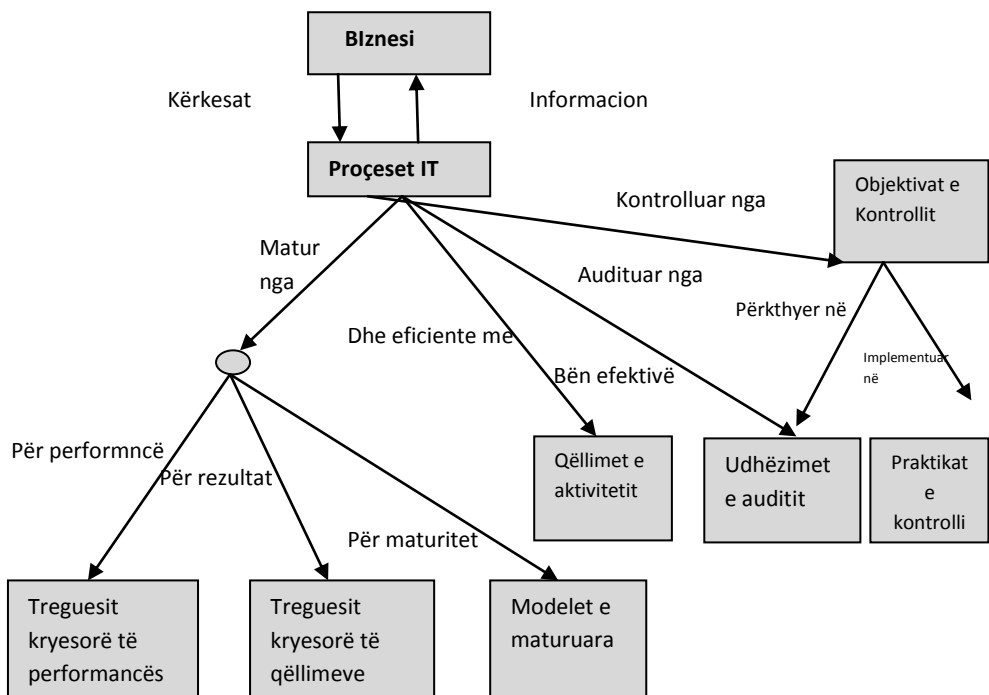 BIznesi
Kërkesat
Informacion
Proçeset IT
Objektivat e
Kontrollit
Kontrolluar nga
Matur
nga
Audituar nga
Përkthyer në
Dhe eficiente me
Implementuar
në
Bën efektivë
Për performncë
Për rezultat
Qëllimet e
aktivitetit
Udhëzimet
e auditit
Praktikat
e
kontrolli
Për maturitet
Treguesit
kryesorë të
performancës
Treguesit
kryesorë të
qëllimeve
Modelet e
maturuara